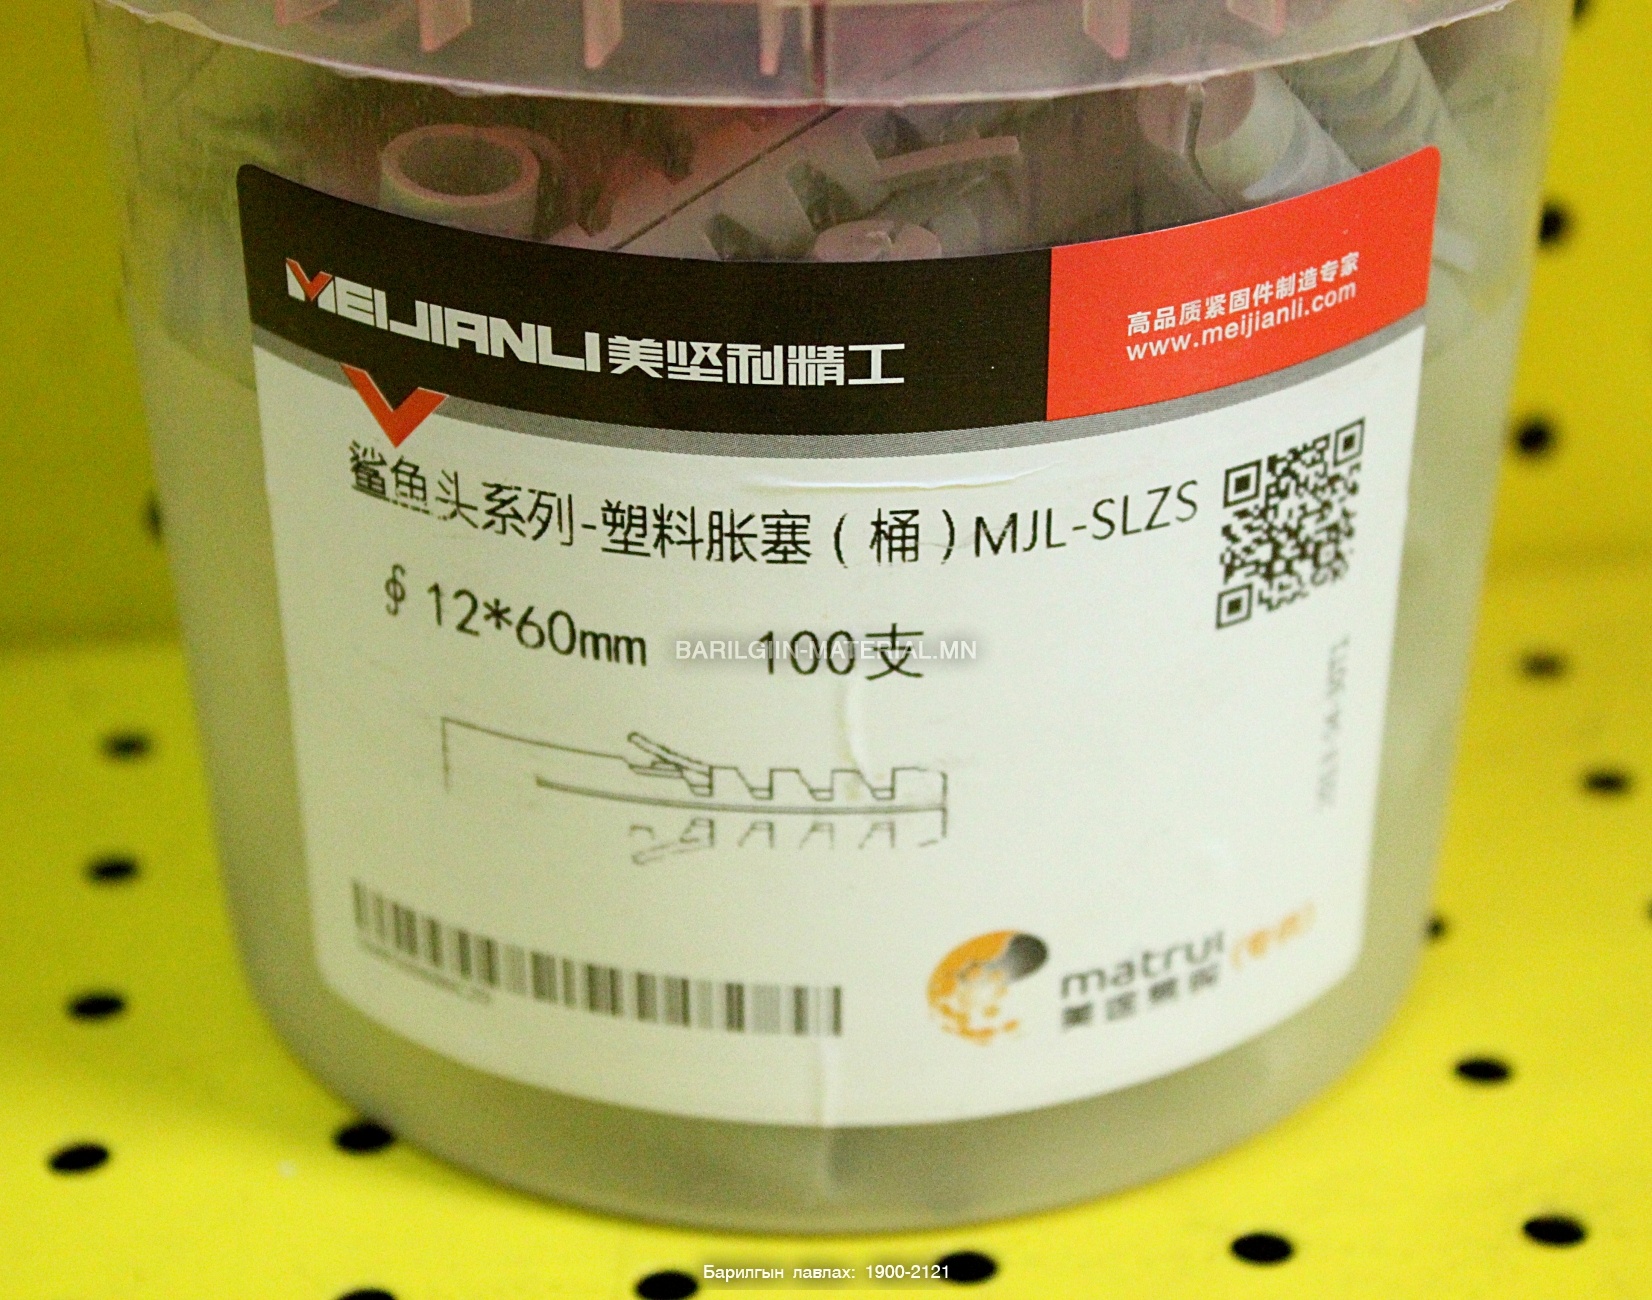 MEIJIANLI美坚利精工
高品质紧固件制造专家
www.meijianli.com
鲨鱼头系列-塑料胀塞（桶）MJL-SLZS
∮ 12*60mm 100支
BARILGIIN-MATERIAL.MN
matrui
Барилгын лавлах: 1900-2121